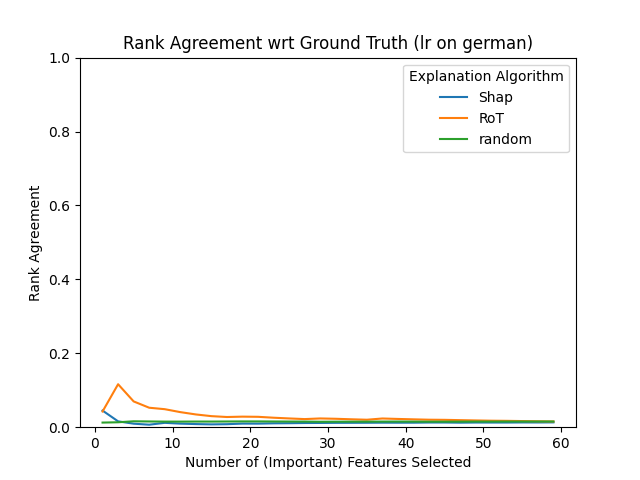 Rank Agreement wrt Ground Truth (lr on german)
Explanation Algorithm
Shap
RoT
random
Rank Agreement
1.0
0.8
0.6
0.4
0.2
0.0
0 10 20 30 40 50 60
Number of (Important) Features Selected